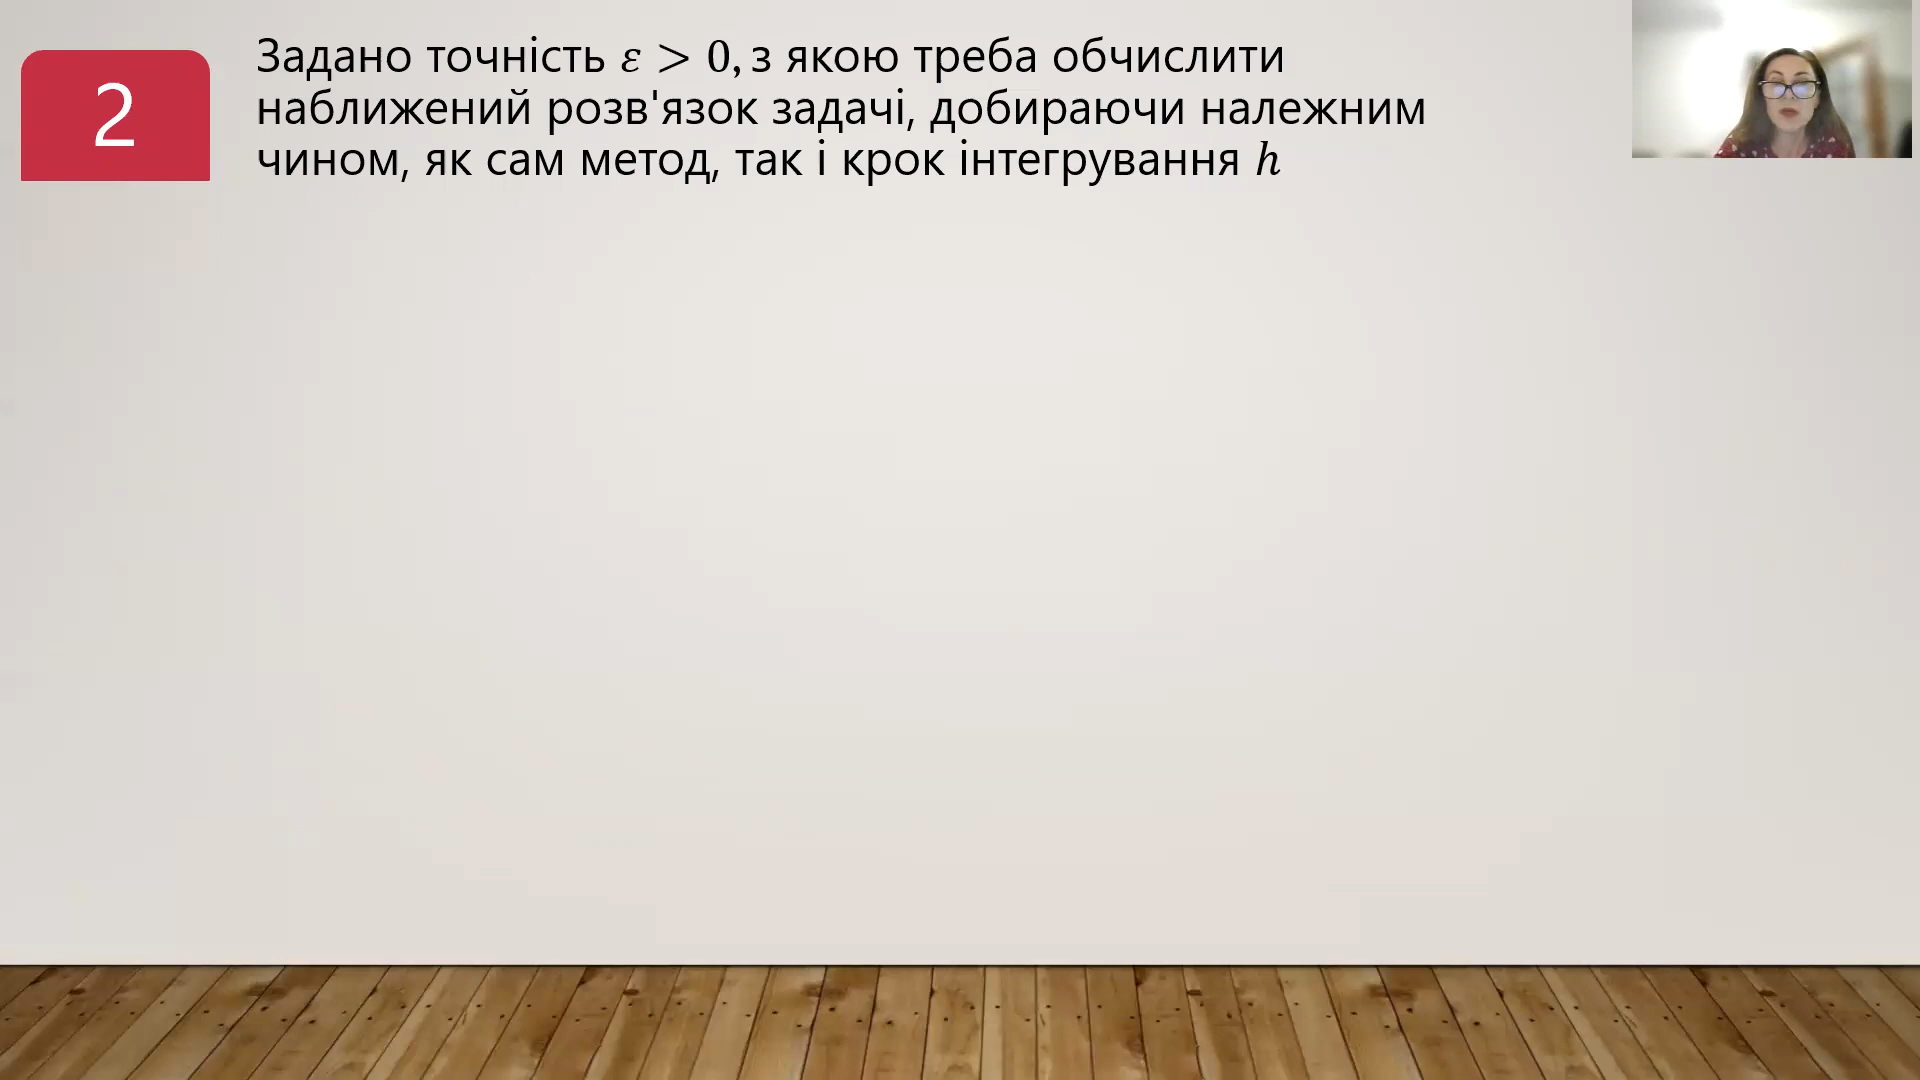 2
Задано точність ε > 0, з якою треба обчислити
наближений розв'язок задачі, добираючи належним
чином, як сам метод, так і крок інтегрування h